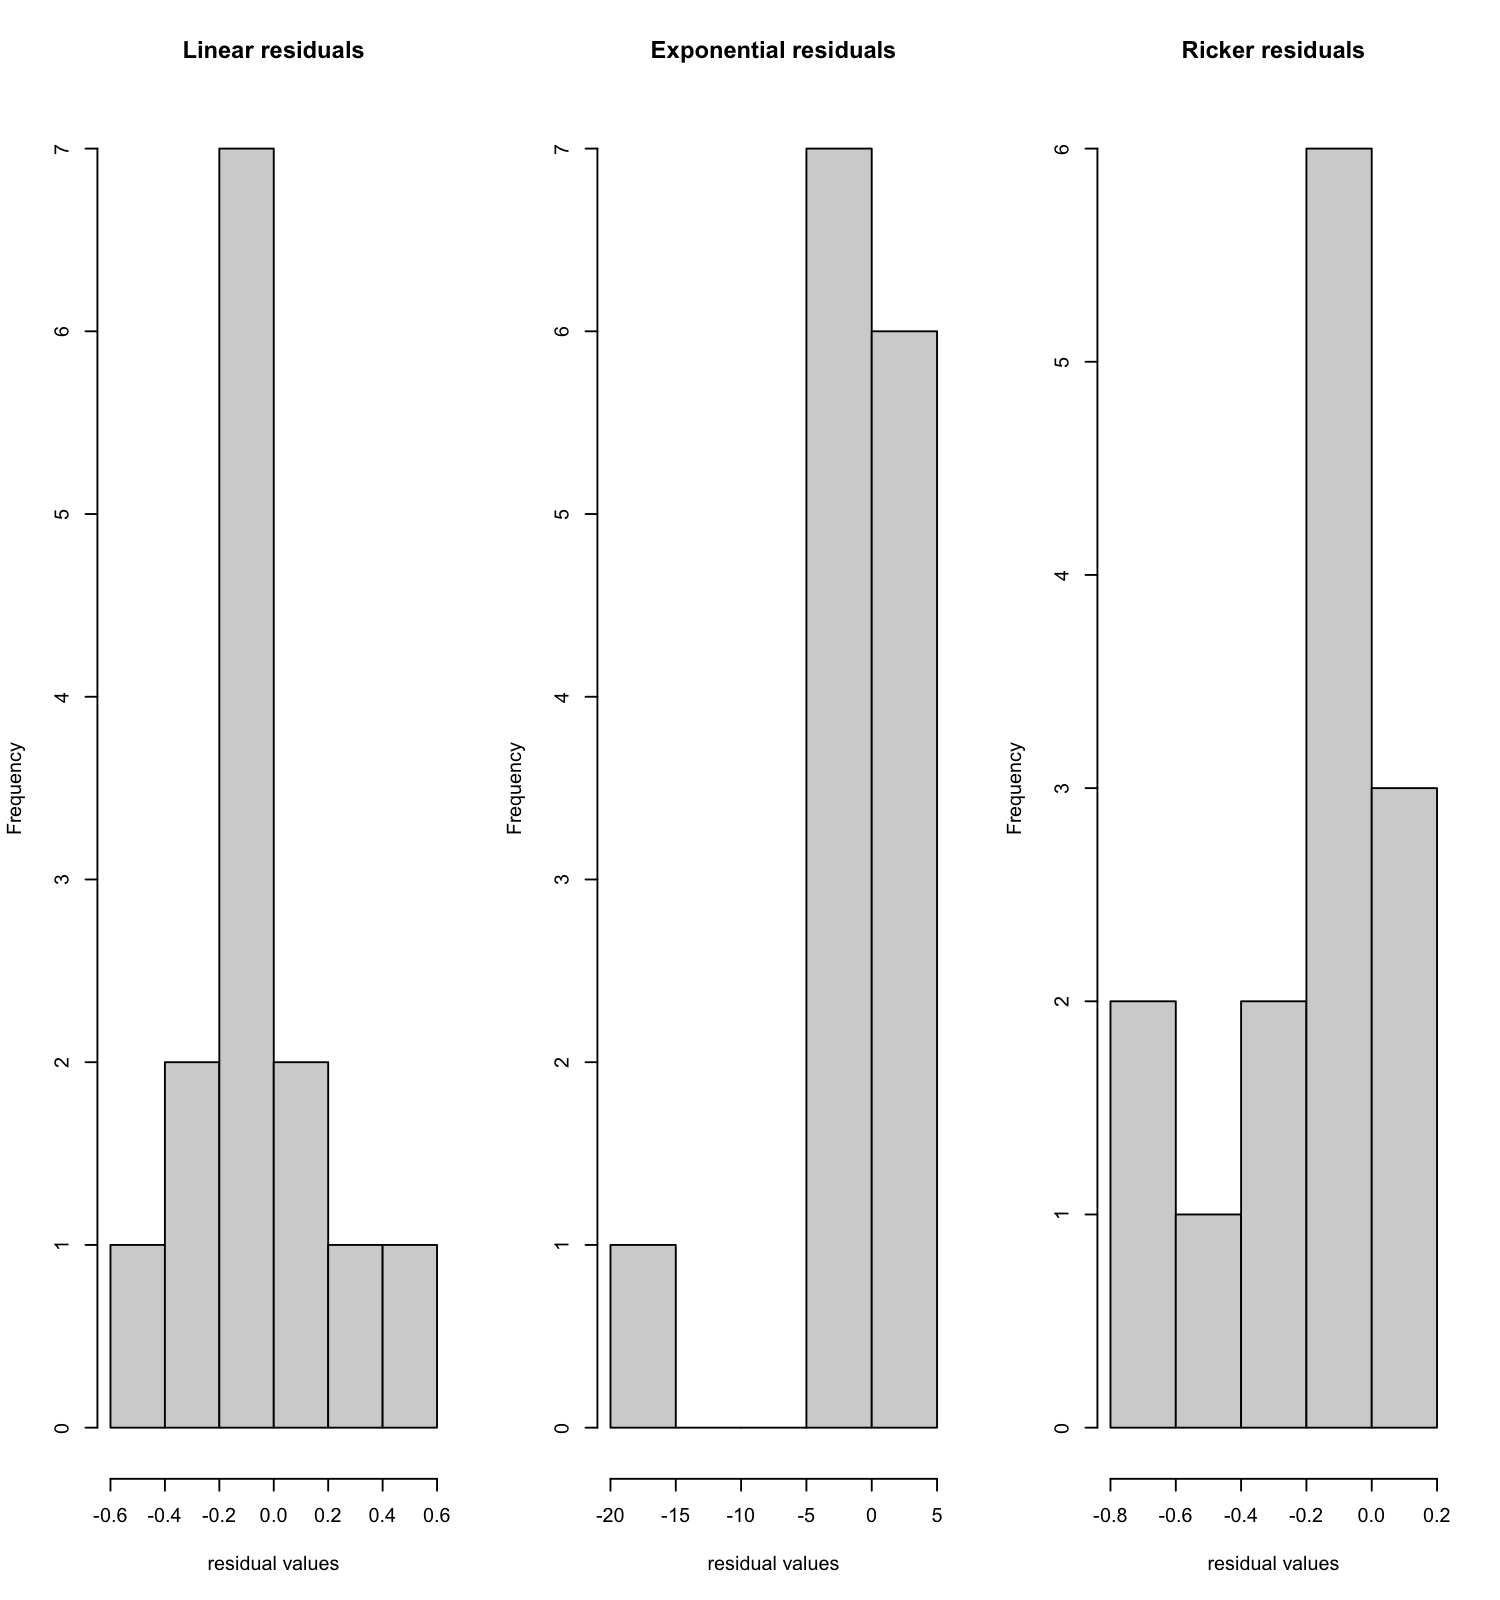 Linear residuals
Frequency
7
6
5
4
3
2
1
0
-0.6 -0.4 -0.2 0.0 0.2 0.4 0.6
residual values
Exponential residuals
Frequency
7
6
5
4
3
2
1
0
-20 -15 -10 -5 0 5
residual values
Ricker residuals
Frequency
6
5
4
3
2
1
0
-0.8 -0.6 -0.4 -0.2 0.0 0.2
residual values